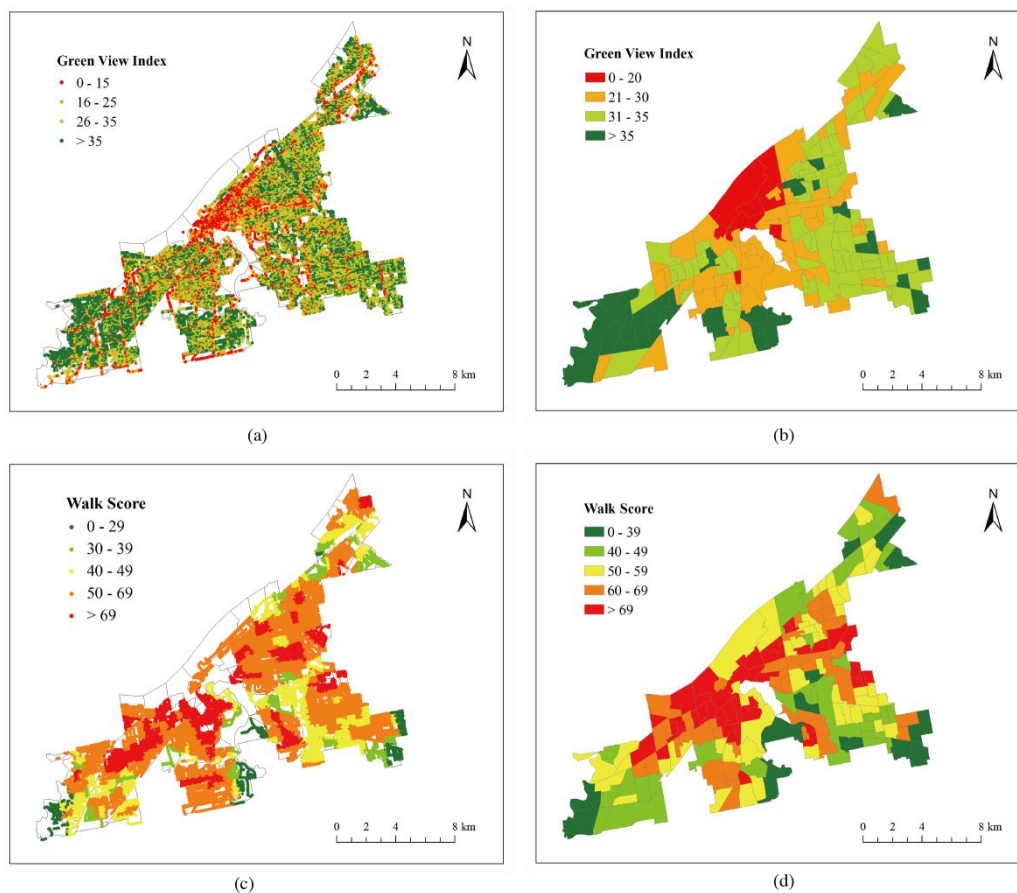 N
Green View Index
0 - 15
16 - 25
26 - 35
> 35
0 2 4 8 km
(a)
N
Green View Index
0 - 20
21 - 30
31 - 35
> 35
0 2 4 8 km
(b)
N
Walk Score
0 - 29
30 - 39
40 - 49
50 - 69
> 69
0 2 4 8 km
(c)
N
Walk Score
0 - 39
40 - 49
50 - 59
60 - 69
> 69
0 2 4 8 km
(d)